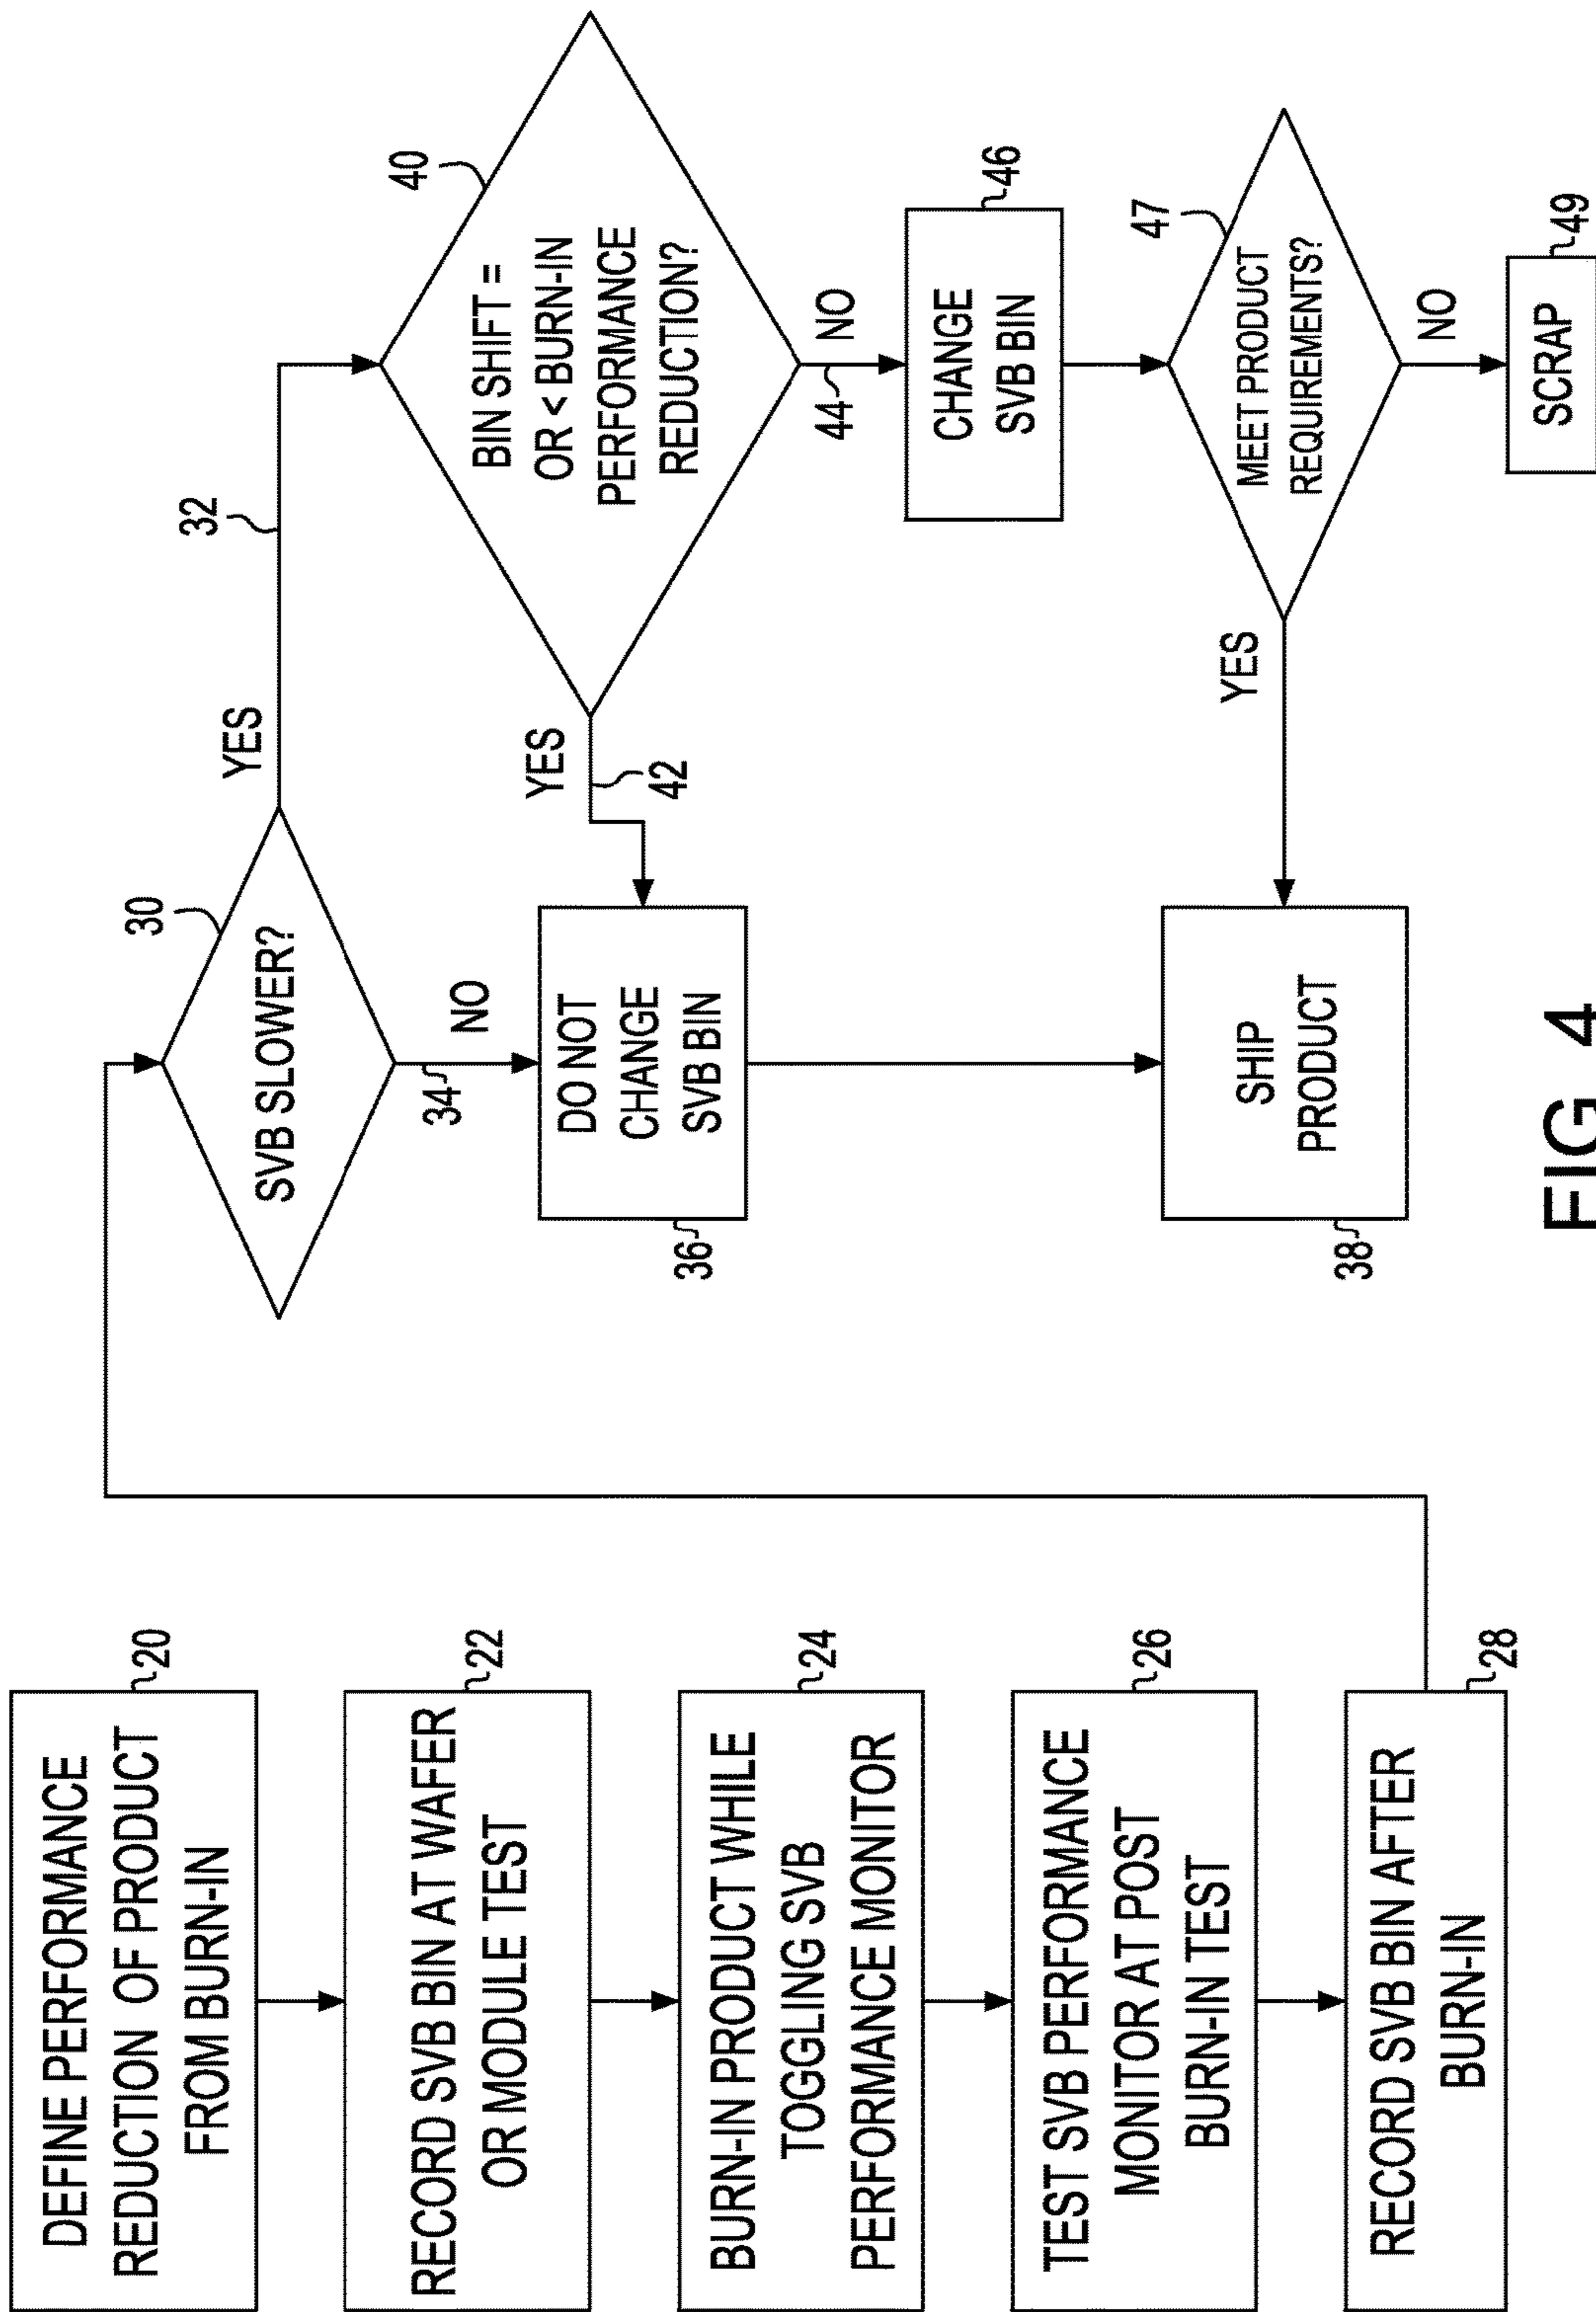 DEFINE PERFORMANCE
REDUCTION OF PRODUCT
FROM BURN-IN
20
RECORD SVB BIN AT WAFER
OR MODULE TEST
22
BURN-IN PRODUCT WHILE
TOGGLING SVB
PERFORMANCE MONITOR
24
TEST SVB PERFORMANCE
MONITOR AT POST
BURN-IN TEST
26
RECORD SVB BIN AFTER
BURN-IN
28
SVB SLOWER?
30
YES
32
NO
34
DO NOT
CHANGE
SVB BIN
36
SHIP
PRODUCT
38
BIN SHIFT =
OR < BURN-IN
PERFORMANCE
REDUCTION?
40
YES
42
NO
44
CHANGE
SVB BIN
46
MEET PRODUCT
REQUIREMENTS?
47
YES
NO
SCRAP
49
FIG. 4